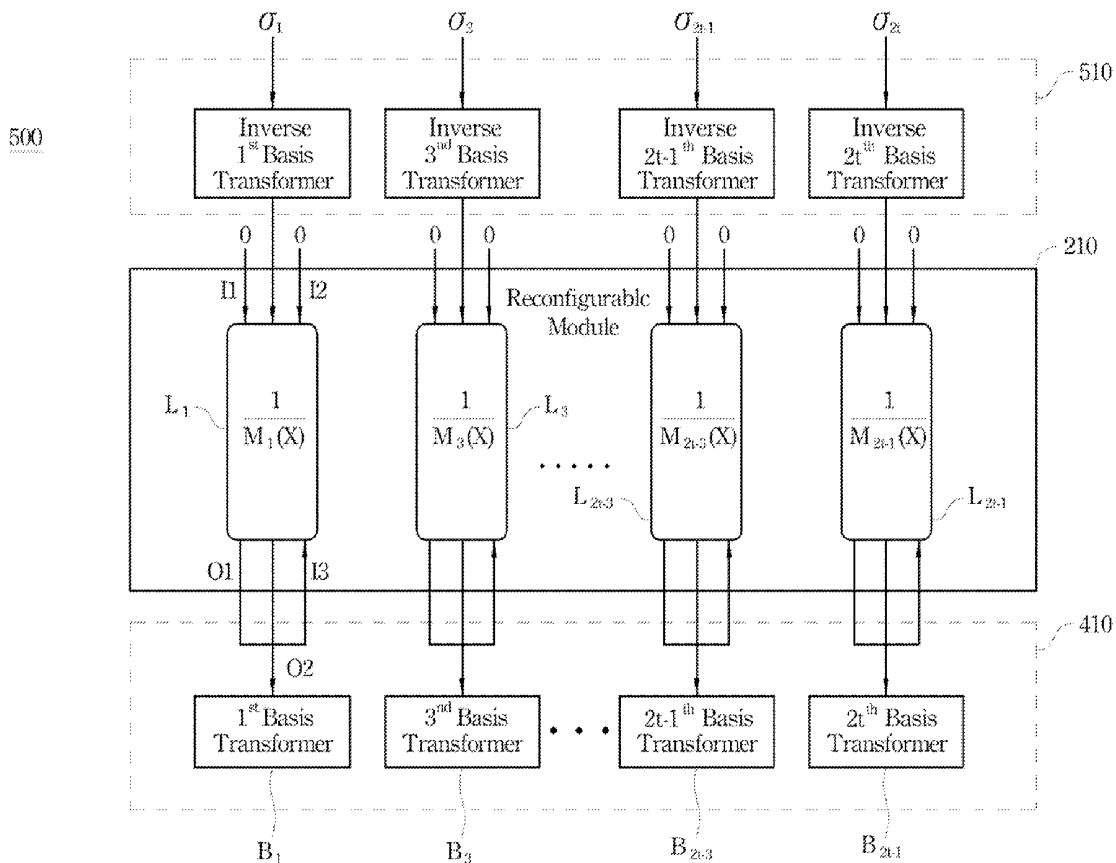 σ₁ σ₂ σ₂ₜ₋₁ σ₂ₜ
510
500
Inverse 1ˢᵗ Basis Transformer
Inverse 3ⁿᵈ Basis Transformer
Inverse 2t-1ᵗʰ Basis Transformer
Inverse 2tᵗʰ Basis Transformer
0 0 0 0 0 0 0 0
210
I1 I2
Reconfigurable
Module
L₁
1
M₁(X)
1
M₃(X)
L₃
.....
1
M₂ₜ₋₃(X)
L₂ₜ₋₃
1
M₂ₜ₋₁(X)
L₂ₜ₋₁
O1 I3
410
O2
1ˢᵗ Basis
Transformer
3ⁿᵈ Basis
Transformer
• • •
2t-1ᵗʰ Basis
Transformer
2tᵗʰ Basis
Transformer
B₁ B₃ B₂ₜ₋₃ B₂ₜ₋₁